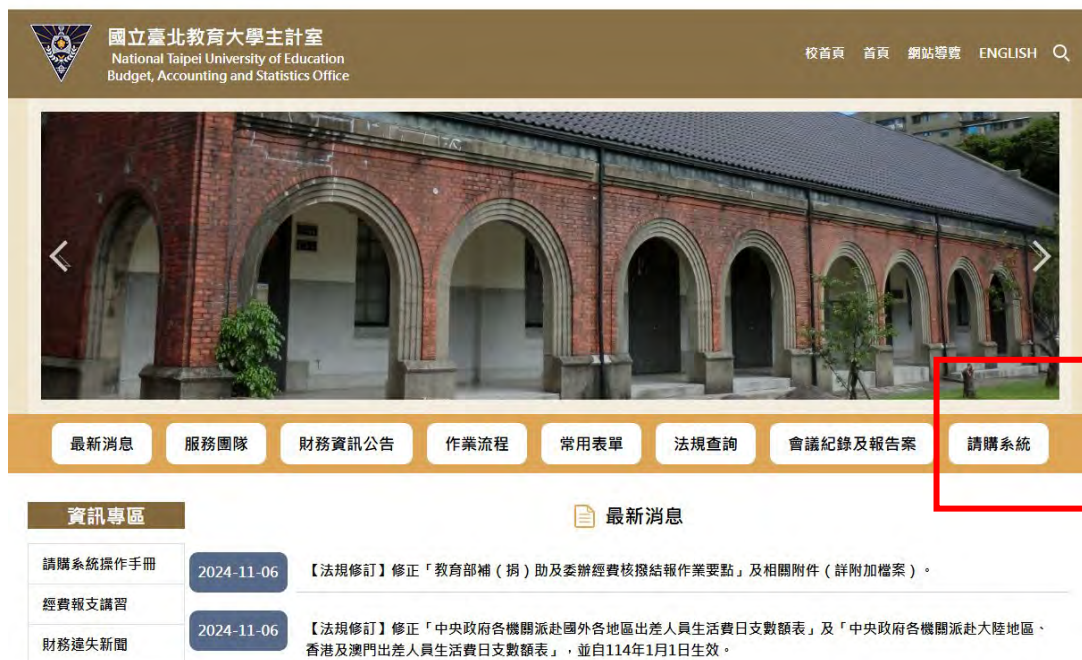 國立臺北教育大學主計室
National Taipei University of Education
Budget, Accounting and Statistics Office
校首頁 首頁 網站導覽 ENGLISH
最新消息 服務團隊 財務資訊公告 作業流程 常用表單 法規查詢 會議紀錄及報告案 請購系統
資訊專區
請購系統操作手冊
經費報支講習
財務違失新聞
最新消息
2024-11-06 【法規修訂】修正「教育部補(捐)助及委辦經費核撥結報作業要點」及相關附件(詳附加檔案)。
2024-11-06 【法規修訂】修正「中央政府各機關派赴國外各地區出差人員生活費日支數額表」及「中央政府各機關派赴大陸地區、
香港及澳門出差人員生活費日支數額表」,並自114年1月1日生效。